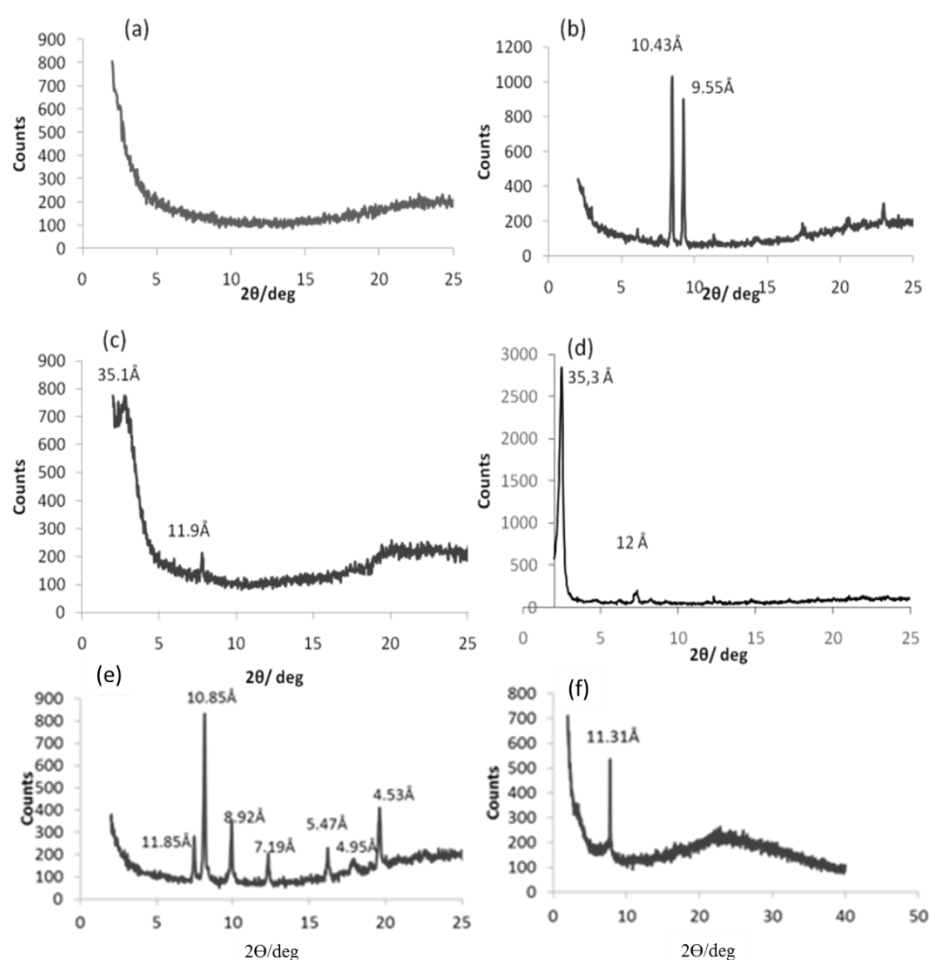 (a)
900
800
700
600
500
400
300
200
100
0
Counts
0 5 10 15 20 25
2θ/deg
(b)
10.43Å
9.55Å
1200
1000
800
600
400
200
0
Counts
0 5 10 15 20 25
2θ/ deg
(c)
35.1Å
11.9Å
900
800
700
600
500
400
300
200
100
0
Counts
0 5 10 15 20 25
2θ/ deg
(d)
35,3 Å
12 Å
3000
2500
2000
1500
1000
500
0
Counts
0 5 10 15 20 25
2θ/ deg
(e)
10.85Å
11.85Å
8.92Å
7.19Å
5.47Å
4.95Å
4.53Å
900
800
700
600
500
400
300
200
100
0
Counts
0 5 10 15 20 25
2Θ/deg
(f)
11.31Å
800
700
600
500
400
300
200
100
0
Counts
0 10 20 30 40 50
2Θ/deg